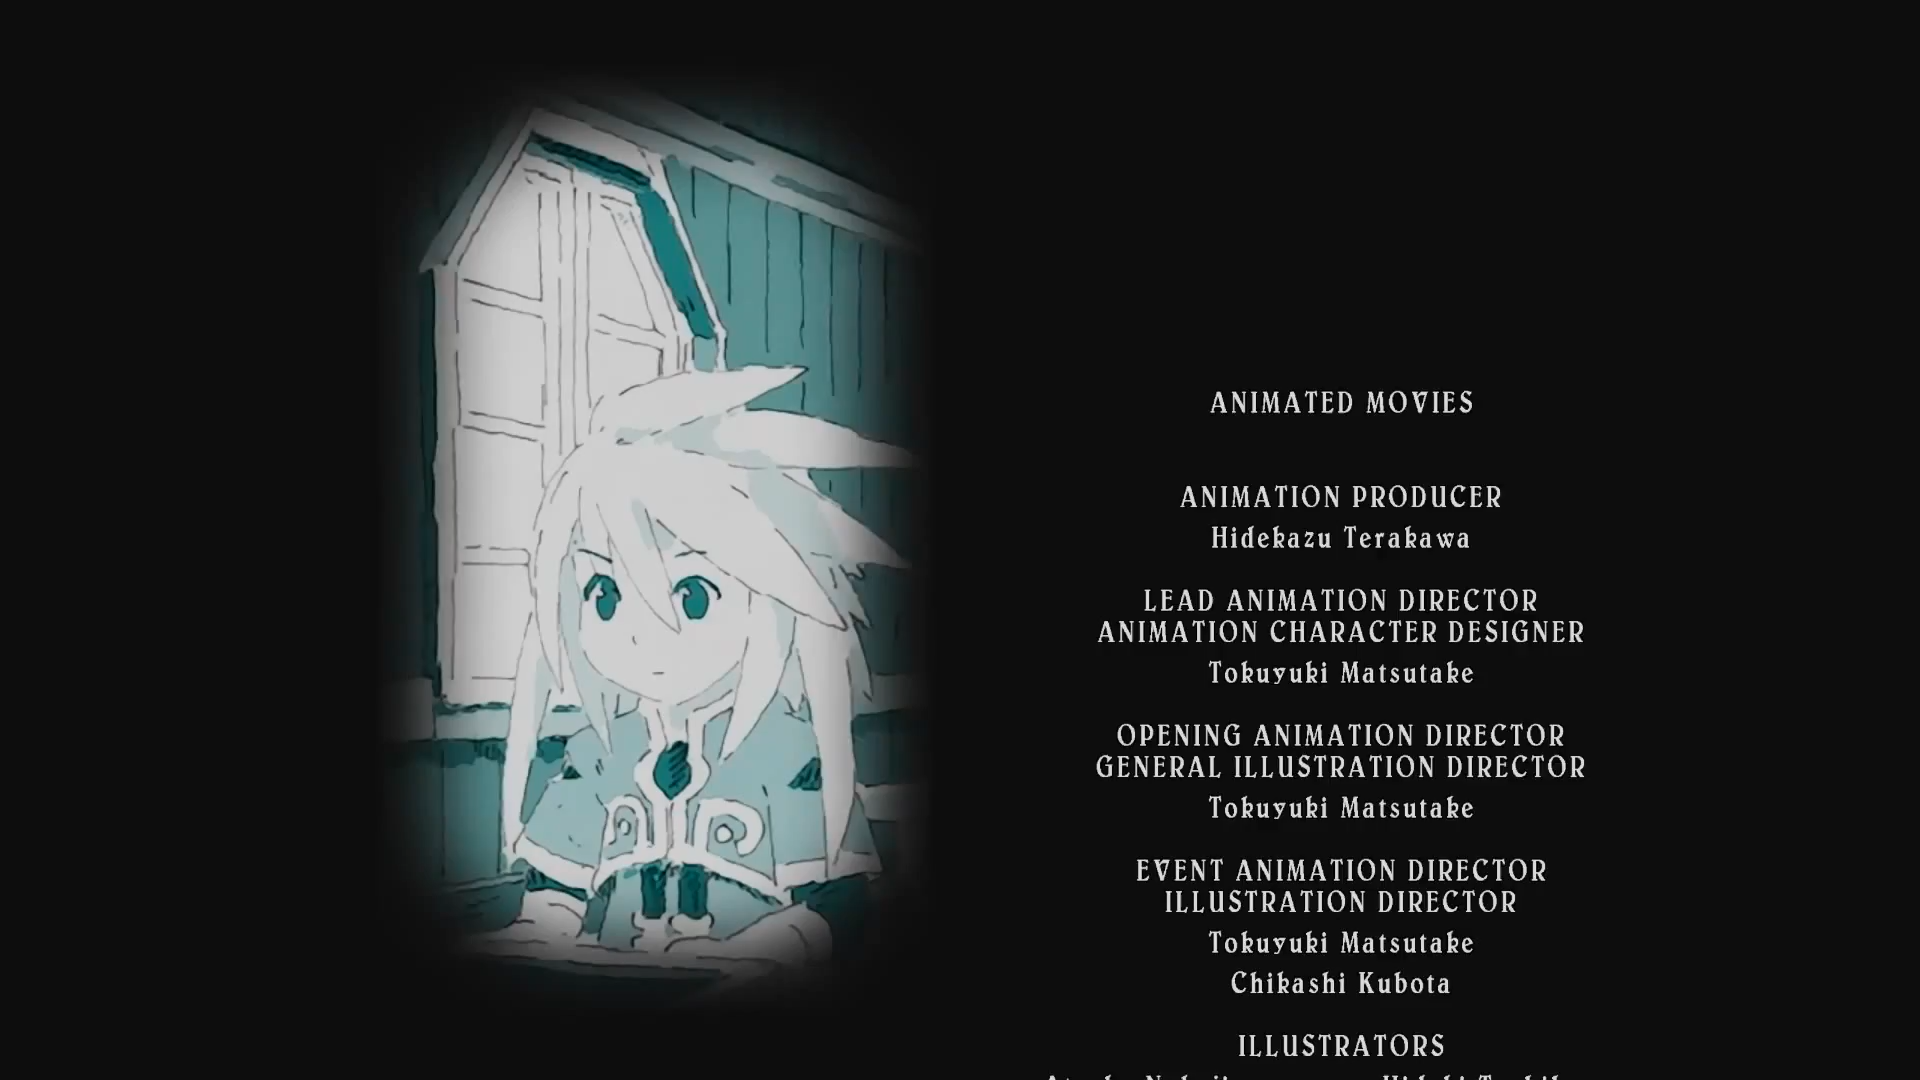 ANIMATED MOVIES
ANIMATION PRODUCER
Hidekazu Terakawa
LEAD ANIMATION DIRECTOR
ANIMATION CHARACTER DESIGNER
Tokuyuki Matsutake
OPENING ANIMATION DIRECTOR
GENERAL ILLUSTRATION DIRECTOR
Tokuyuki Matsutake
EVENT ANIMATION DIRECTOR
ILLUSTRATION DIRECTOR
Tokuyuki Matsutake
Chikashi Kubota
ILLUSTRATORS